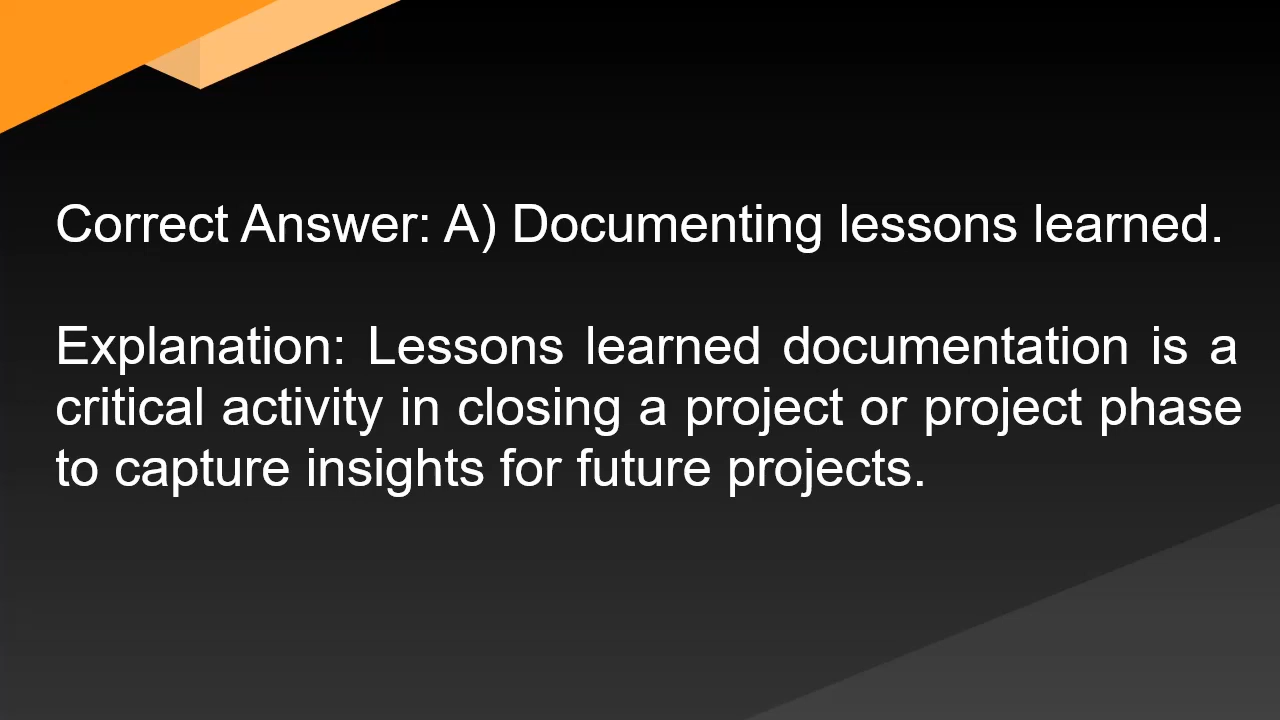 Correct Answer: A) Documenting lessons learned.
Explanation: Lessons learned documentation is a
critical activity in closing a project or project phase
to capture insights for future projects.